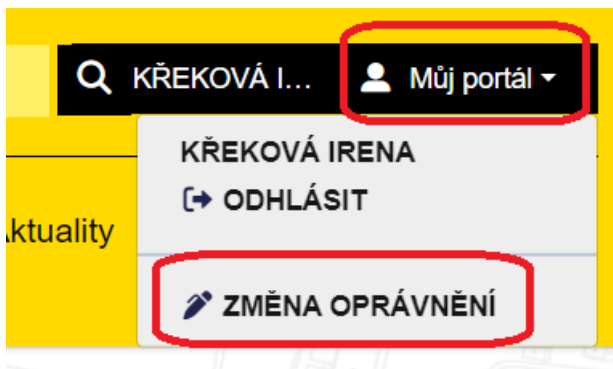 KŘEKOVÁ I... Můj portál
KŘEKOVÁ IRENA
ODHLÁSIT
Aktuality
ZMĚNA OPRÁVNĚNÍ